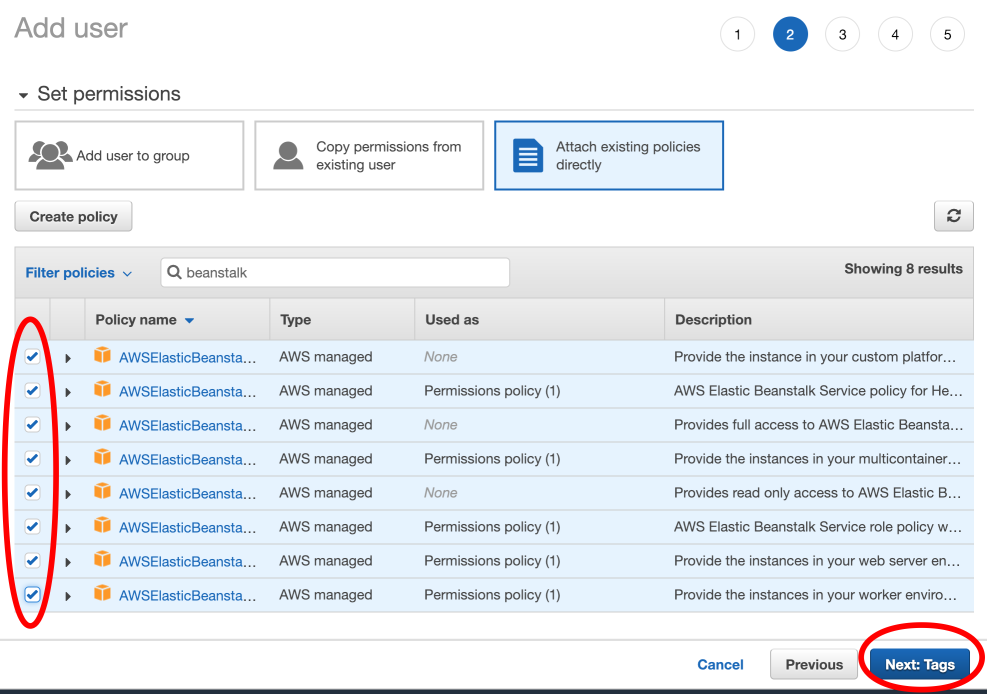 Add user
1 2 3 4 5
Set permissions
Add user to group
Copy permissions from
existing user
Attach existing policies
directly
Create policy
Filter policies beanstalk Showing 8 results
Policy name Type Used as Description
AWSElasticBeansta... AWS managed None Provide the instance in your custom platfor...
AWSElasticBeansta... AWS managed Permissions policy (1) AWS Elastic Beanstalk Service policy for He...
AWSElasticBeansta... AWS managed None Provides full access to AWS Elastic Beansta...
AWSElasticBeansta... AWS managed Permissions policy (1) Provide the instances in your multicontainer...
AWSElasticBeansta... AWS managed None Provides read only access to AWS Elastic B...
AWSElasticBeansta... AWS managed Permissions policy (1) AWS Elastic Beanstalk Service role policy w...
AWSElasticBeansta... AWS managed Permissions policy (1) Provide the instances in your web server en...
AWSElasticBeansta... AWS managed Permissions policy (1) Provide the instances in your worker enviro...
Cancel Previous Next: Tags